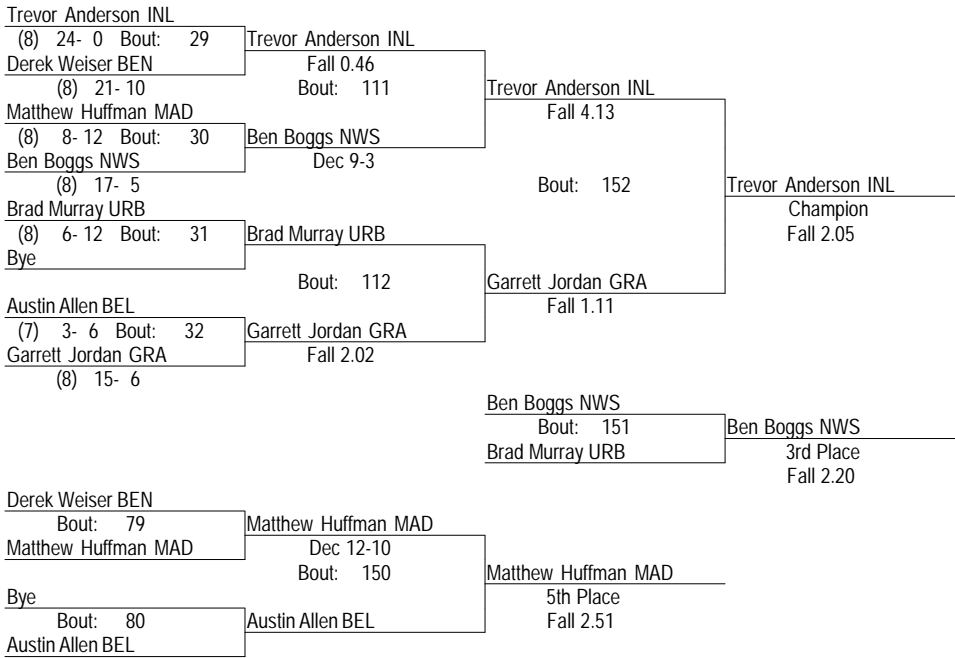 Trevor Anderson INL
(8) 24- 0 Bout: 29 Trevor Anderson INL
Derek Weiser BEN Fall 0.46
(8) 21- 10 Bout: 111 Trevor Anderson INL
Matthew Huffman MAD Fall 4.13
(8) 8- 12 Bout: 30 Ben Boggs NWS
Ben Boggs NWS Dec 9-3
(8) 17- 5 Bout: 152 Trevor Anderson INL
Brad Murray URB Champion
(8) 6- 12 Bout: 31 Brad Murray URB Fall 2.05
Bye
Bout: 112 Garrett Jordan GRA
Austin Allen BEL Fall 1.11
(7) 3- 6 Bout: 32 Garrett Jordan GRA
Garrett Jordan GRA Fall 2.02
(8) 15- 6
Ben Boggs NWS
Bout: 151 Ben Boggs NWS
Brad Murray URB 3rd Place
Fall 2.20
Derek Weiser BEN
Bout: 79 Matthew Huffman MAD
Matthew Huffman MAD Dec 12-10
Bout: 150 Matthew Huffman MAD
Bye 5th Place
Bout: 80 Austin Allen BEL Fall 2.51
Austin Allen BEL